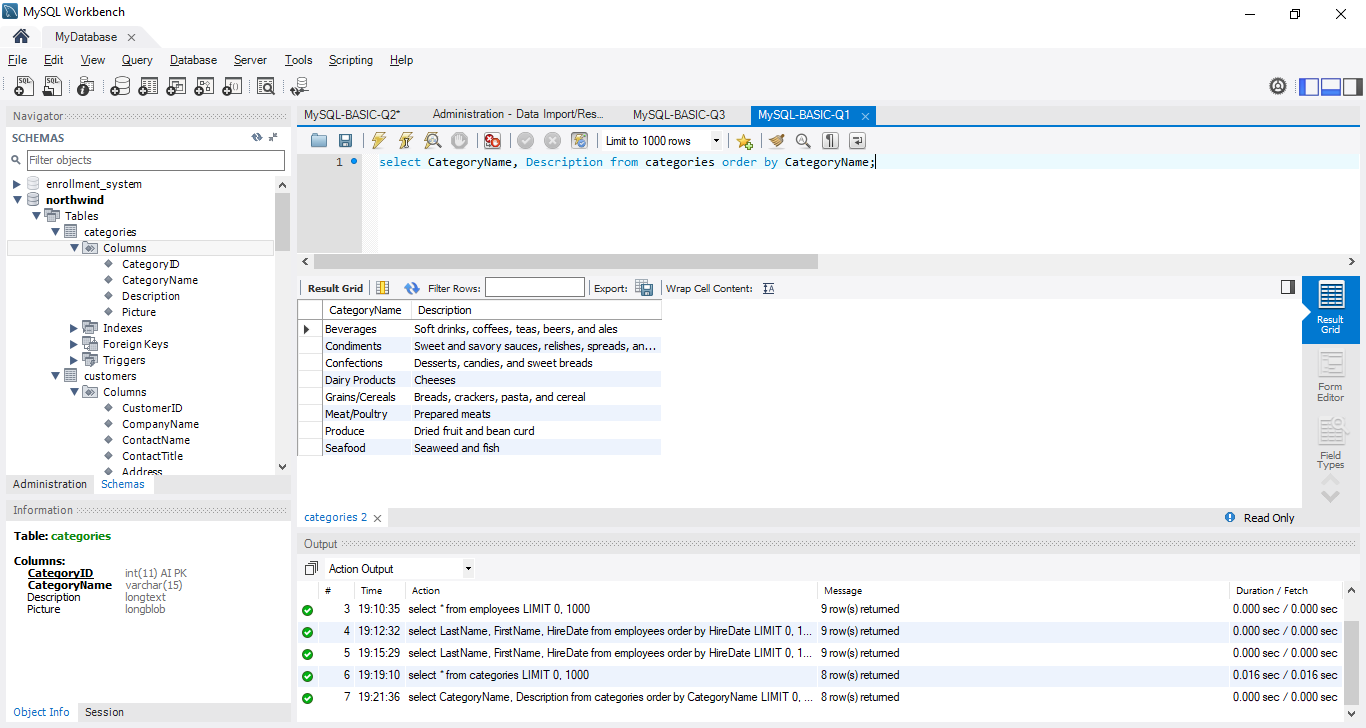 MySQL Workbench
MyDatabase
File Edit View Query Database Server Tools Scripting Help
Navigator
SCHEMAS
Filter objects
enrollment_system
northwind
Tables
categories
Columns
CategoryID
CategoryName
Description
Picture
Indexes
Foreign Keys
Triggers
customers
Columns
CustomerID
CompanyName
ContactName
ContactTitle
Address
Administration Schemas
Information
Table: categories
Columns:
CategoryID int(11) AI PK
CategoryName varchar(15)
Description longtext
Picture longblob
Object Info Session
MySQL-BASIC-Q2* Administration - Data Import/Res... MySQL-BASIC-Q3 MySQL-BASIC-Q1
Limit to 1000 rows
1 select CategoryName, Description from categories order by CategoryName;
Result Grid Filter Rows: Export: Wrap Cell Content:
CategoryName Description
Beverages Soft drinks, coffees, teas, beers, and ales
Condiments Sweet and savory sauces, relishes, spreads, an...
Confections Desserts, candies, and sweet breads
Dairy Products Cheeses
Grains/Cereals Breads, crackers, pasta, and cereal
Meat/Poultry Prepared meats
Produce Dried fruit and bean curd
Seafood Seaweed and fish
Result
Grid
Form
Editor
Field
Types
categories 2 Read Only
Output
Action Output
# Time Action Message Duration / Fetch
3 19:10:35 select * from employees LIMIT 0, 1000 9 row(s) returned 0.000 sec / 0.000 sec
4 19:12:32 select LastName, FirstName, HireDate from employees order by HireDate LIMIT 0, 1... 9 row(s) returned 0.000 sec / 0.000 sec
5 19:15:29 select LastName, FirstName, HireDate from employees order by HireDate LIMIT 0, 1... 9 row(s) returned 0.000 sec / 0.000 sec
6 19:19:10 select * from categories LIMIT 0, 1000 8 row(s) returned 0.016 sec / 0.016 sec
7 19:21:36 select CategoryName, Description from categories order by CategoryName LIMIT 0, ... 8 row(s) returned 0.000 sec / 0.000 sec